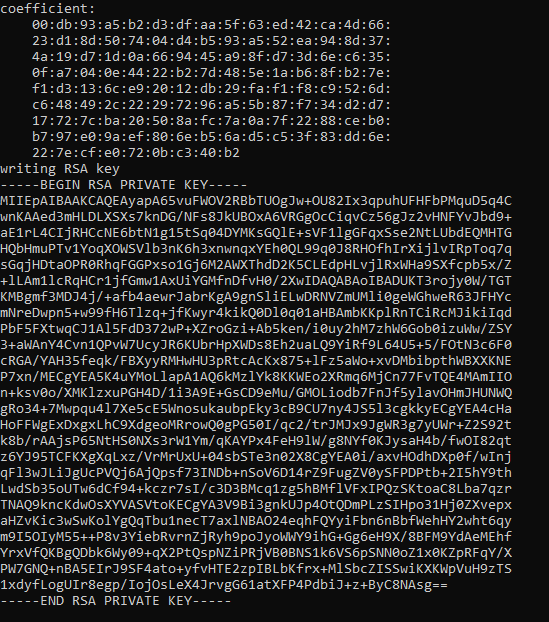 coefficient:
00:db:93:a5:b2:d3:df:aa:5f:63:ed:42:ca:4d:66:
23:d1:8d:50:74:04:d4:b5:93:a5:52:ea:94:8d:37:
4a:19:d7:1d:0a:66:94:45:a9:8f:d7:3d:6e:c6:35:
0f:a7:04:0e:44:22:b2:7d:48:5e:1a:b6:8f:b2:7e:
f1:d3:13:6c:e9:20:12:db:29:fa:f1:f8:c9:52:6d:
c6:48:49:2c:22:29:72:96:a5:5b:87:f7:34:d2:d7:
17:72:7c:ba:20:50:8a:fc:7a:0a:7f:22:88:ce:b0:
b7:97:e0:9a:ef:80:6e:b5:6a:d5:c5:3f:83:dd:6e:
22:7e:cf:e0:72:0b:c3:40:b2
writing RSA key
-----BEGIN RSA PRIVATE KEY-----
MIIEpAIBAAKCAQEAyapA65vuFWOV2RBbTUOgJw+OU82Ix3qpuhUFHFbPMquD5q4C
wnKAAed3mHLDLXSXs7knDG/NFs8JkUBOxA6VRGgOcCiqvCz56gJz2vHNFYvJbd9+
aE1rL4CIjRHCcNE6btN1g15tSq04DYMKsGQlE+sVF1lgGFqxSse2NtLUbdEQMHTG
HQbHmuPTv1YoqXOWSVlb3nK6h3xnwnqxYEh0QL99q0J8RHOfhIrXijlvIRpToq7q
sGqjHDtaOPR0RhqFGGPxso1Gj6M2AWXThdD2K5CLEdpHLvjlRxWHa9SXfcpb5x/Z
+lLAm1lcRqHCr1jfGmw1AxUiYGMfnDfvH0/2XwIDAQABAoIBADUKT3rojy0W/TGT
KMBgmf3MDJ4j/+afb4aewrJabrKgA9gnSliELwDRNVZmUMli0geWGhweR63JFHYc
mNreDwpn5+w99fH6Tlzq+jfKwyr4kikQ0Dl0q01aHBAmbKKplRnTCiRcMJikiIqd
PbF5FXtwqCJ1Al5FdD372wP+XZroGzi+Ab5ken/i0uy2hM7zhW6Gob0izuWw/ZSY
3+aWAnY4Cvn1QPvW7UcyJR6KUbrHpXWDs8Eh2uaLQ9YiRf9L64U5+5/FOtN3c6F0
cRGA/YAH35feqk/FBXyyRMHwHU3pRtcAcKx875+lFz5aWo+xvDMbibpthWBXXKNE
P7xn/MECgYEA5K4uYMoLlapA1AQ6kMzlYk8KKWEo2XRmq6MjCn77FvTQE4MAmIIO
n+ksv0o/XMKlzxuPGH4D/1i3A9E+GsCD9eMu/GMOLiodb7FnJf5ylavOHmJHUNWQ
gRo34+7Mwpqu4l7Xe5cE5WnosukaubpEky3cB9CU7ny4JS5l3cgkkyECgYEA4cHa
HoFFWgExDxgxLhC9XdgeoMRrowQ0gPG50I/qc2/trJMJx9JgWR3g7yUWr+Z2S92t
k8b/rAAjsP65NtHS0NXs3rW1Ym/qKAYPx4FeH9lW/g8NYf0KJysaH4b/fwOI82qt
z6YJ95TCFKXgXqLxz/VrMrUxU+04sbSTe3n02X8CgYEA0i/axvHOdhDXp0f/wInj
qFl3wJLiJgUcPVQj6AjQpsf73INDb+nSoV6D14rZ9FugZV0ySFPDPtb+2I5hY9th
LwdSb35oUTw6dCf94+kczr7sI/c3D3BMcq1zg5hBMflVFxIPQzSKtoaC8Lba7qzr
TNAQ9kncKdwOsXYVASVtoKECgYA3V9Bi3gnkUJp4OtQDmPLzSIHpo31Hj0ZXvepx
aHZvKic3wSwKolYgQqTbu1necT7axlNBAO24eqhFQYyiFbn6nBbfWehHY2wht6qy
m9I5OIyM55++P8v3YiebRvrnZjRyh9poJyoWWY9ihG+Gg6eH9X/8BFM9YdAeMEhf
YrxVfQKBgQDbk6Wy09+qX2PtQspNZiPRjVB0BNS1k6VS6pSNN0oZ1x0KZpRFqY/X
PW7GNQ+nBA5EIrJ9SF4ato+yfvHTE2zpIBLbKfrx+MlSbcZISSwiKXKWpVuH9zTS
1xdyfLogUIr8egp/IojOsLeX4JrvgG61atXFP4PdbiJ+z+ByC8NAsg==
-----END RSA PRIVATE KEY-----